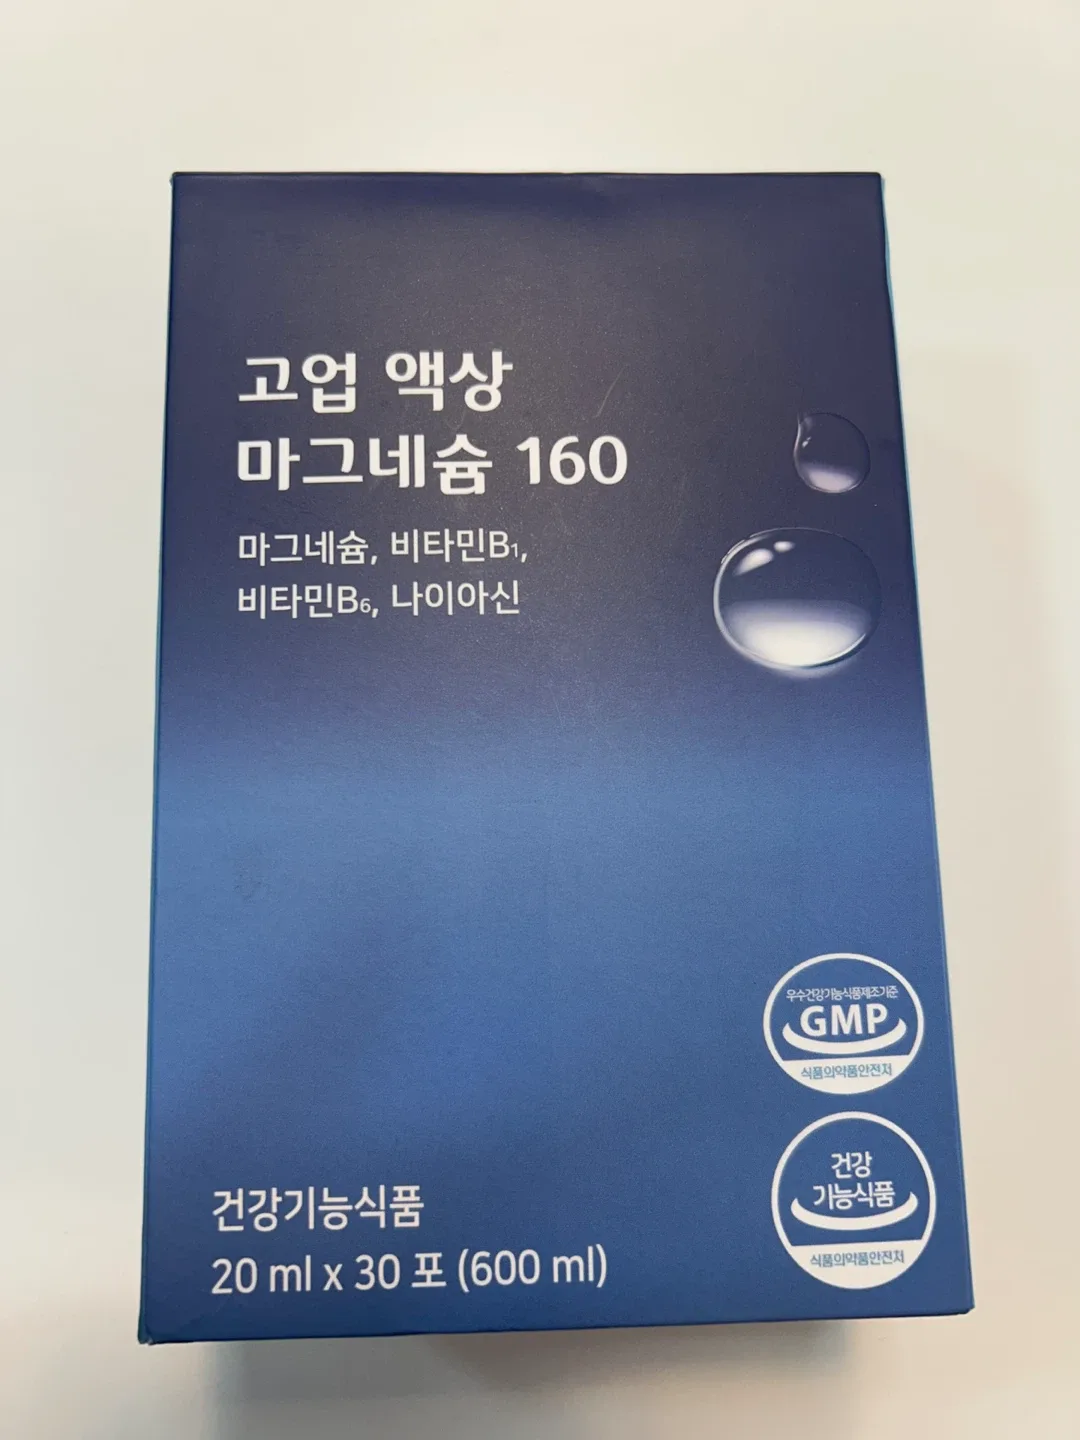 고업 액상
마그네슘 160
마그네슘, 비타민B₁,
비타민B₆, 나이아신
우수건강기능식품제조기준
GMP
식품의약품안전처
건강
기능식품
식품의약품안전처
건강기능식품
20 ml x 30 포 (600 ml)